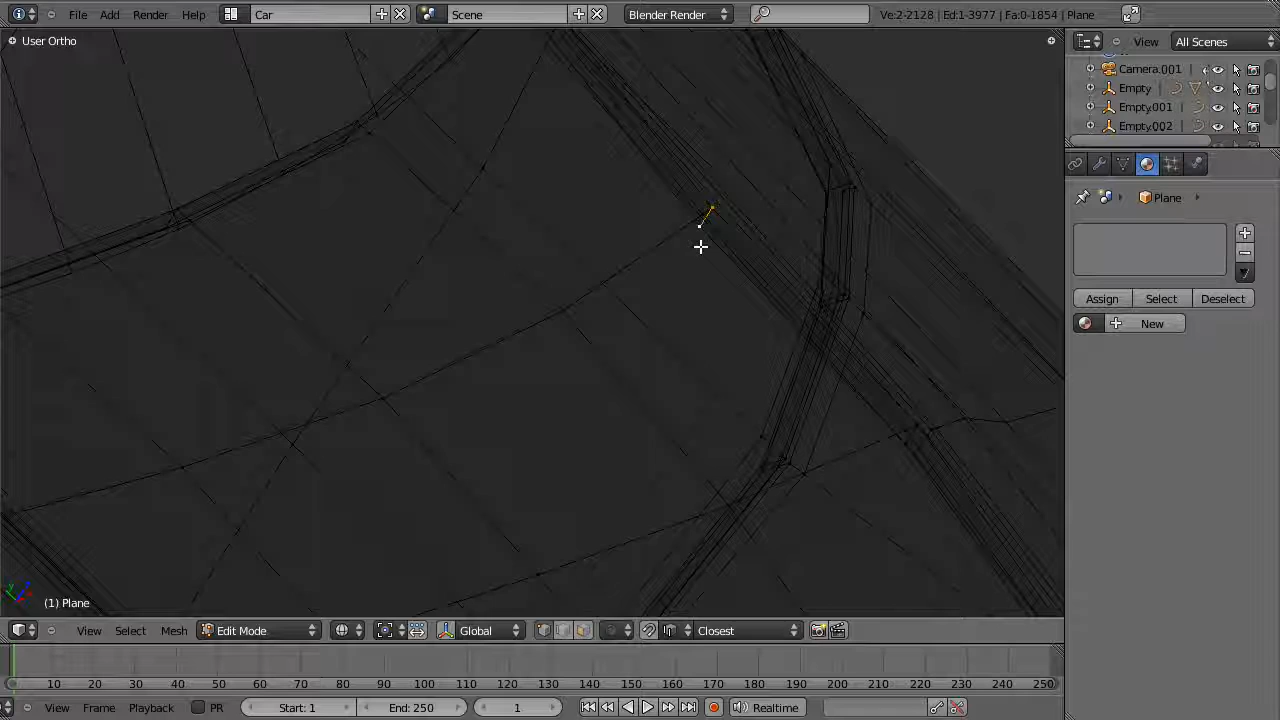 File Add Render Help Car Scene Blender Render Ve:2-2128 | Ed:1-3977 | Fa:0-1854 | Plane
User Ortho
View All Scenes
Camera.001
Empty
Empty.001
Empty.002
Plane
Assign Select Deselect
New
(1) Plane
View Select Mesh Edit Mode Global Closest
10 20 30 40 50 60 70 80 90 100 110 120 130 140 150 160 170 180 190 200 210 220 230 240 250
View Frame Playback PR Start: 1 End: 250 1 Realtime